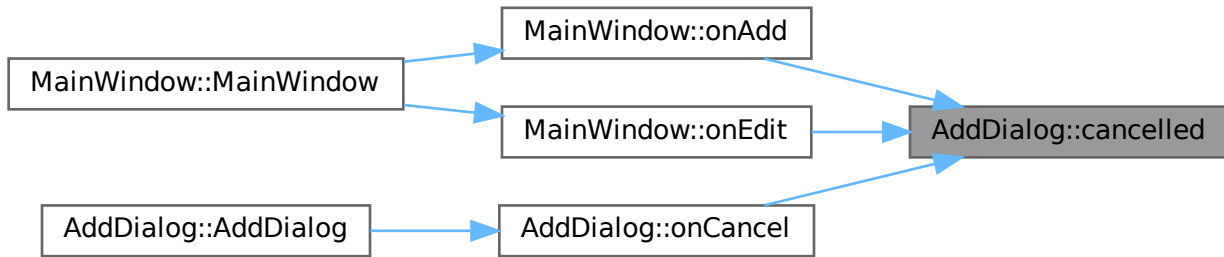 MainWindow::onAdd
MainWindow::MainWindow
MainWindow::onEdit
AddDialog::cancelled
AddDialog::AddDialog
AddDialog::onCancel